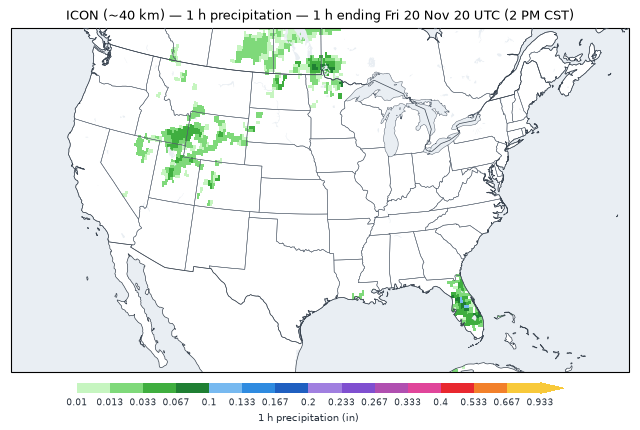 ICON (~40 km) — 1 h precipitation — 1 h ending Fri 20 Nov 20 UTC (2 PM CST)
0.01 0.013 0.033 0.067 0.1 0.133 0.167 0.2 0.233 0.267 0.333 0.4 0.533 0.667 0.933
1 h precipitation (in)